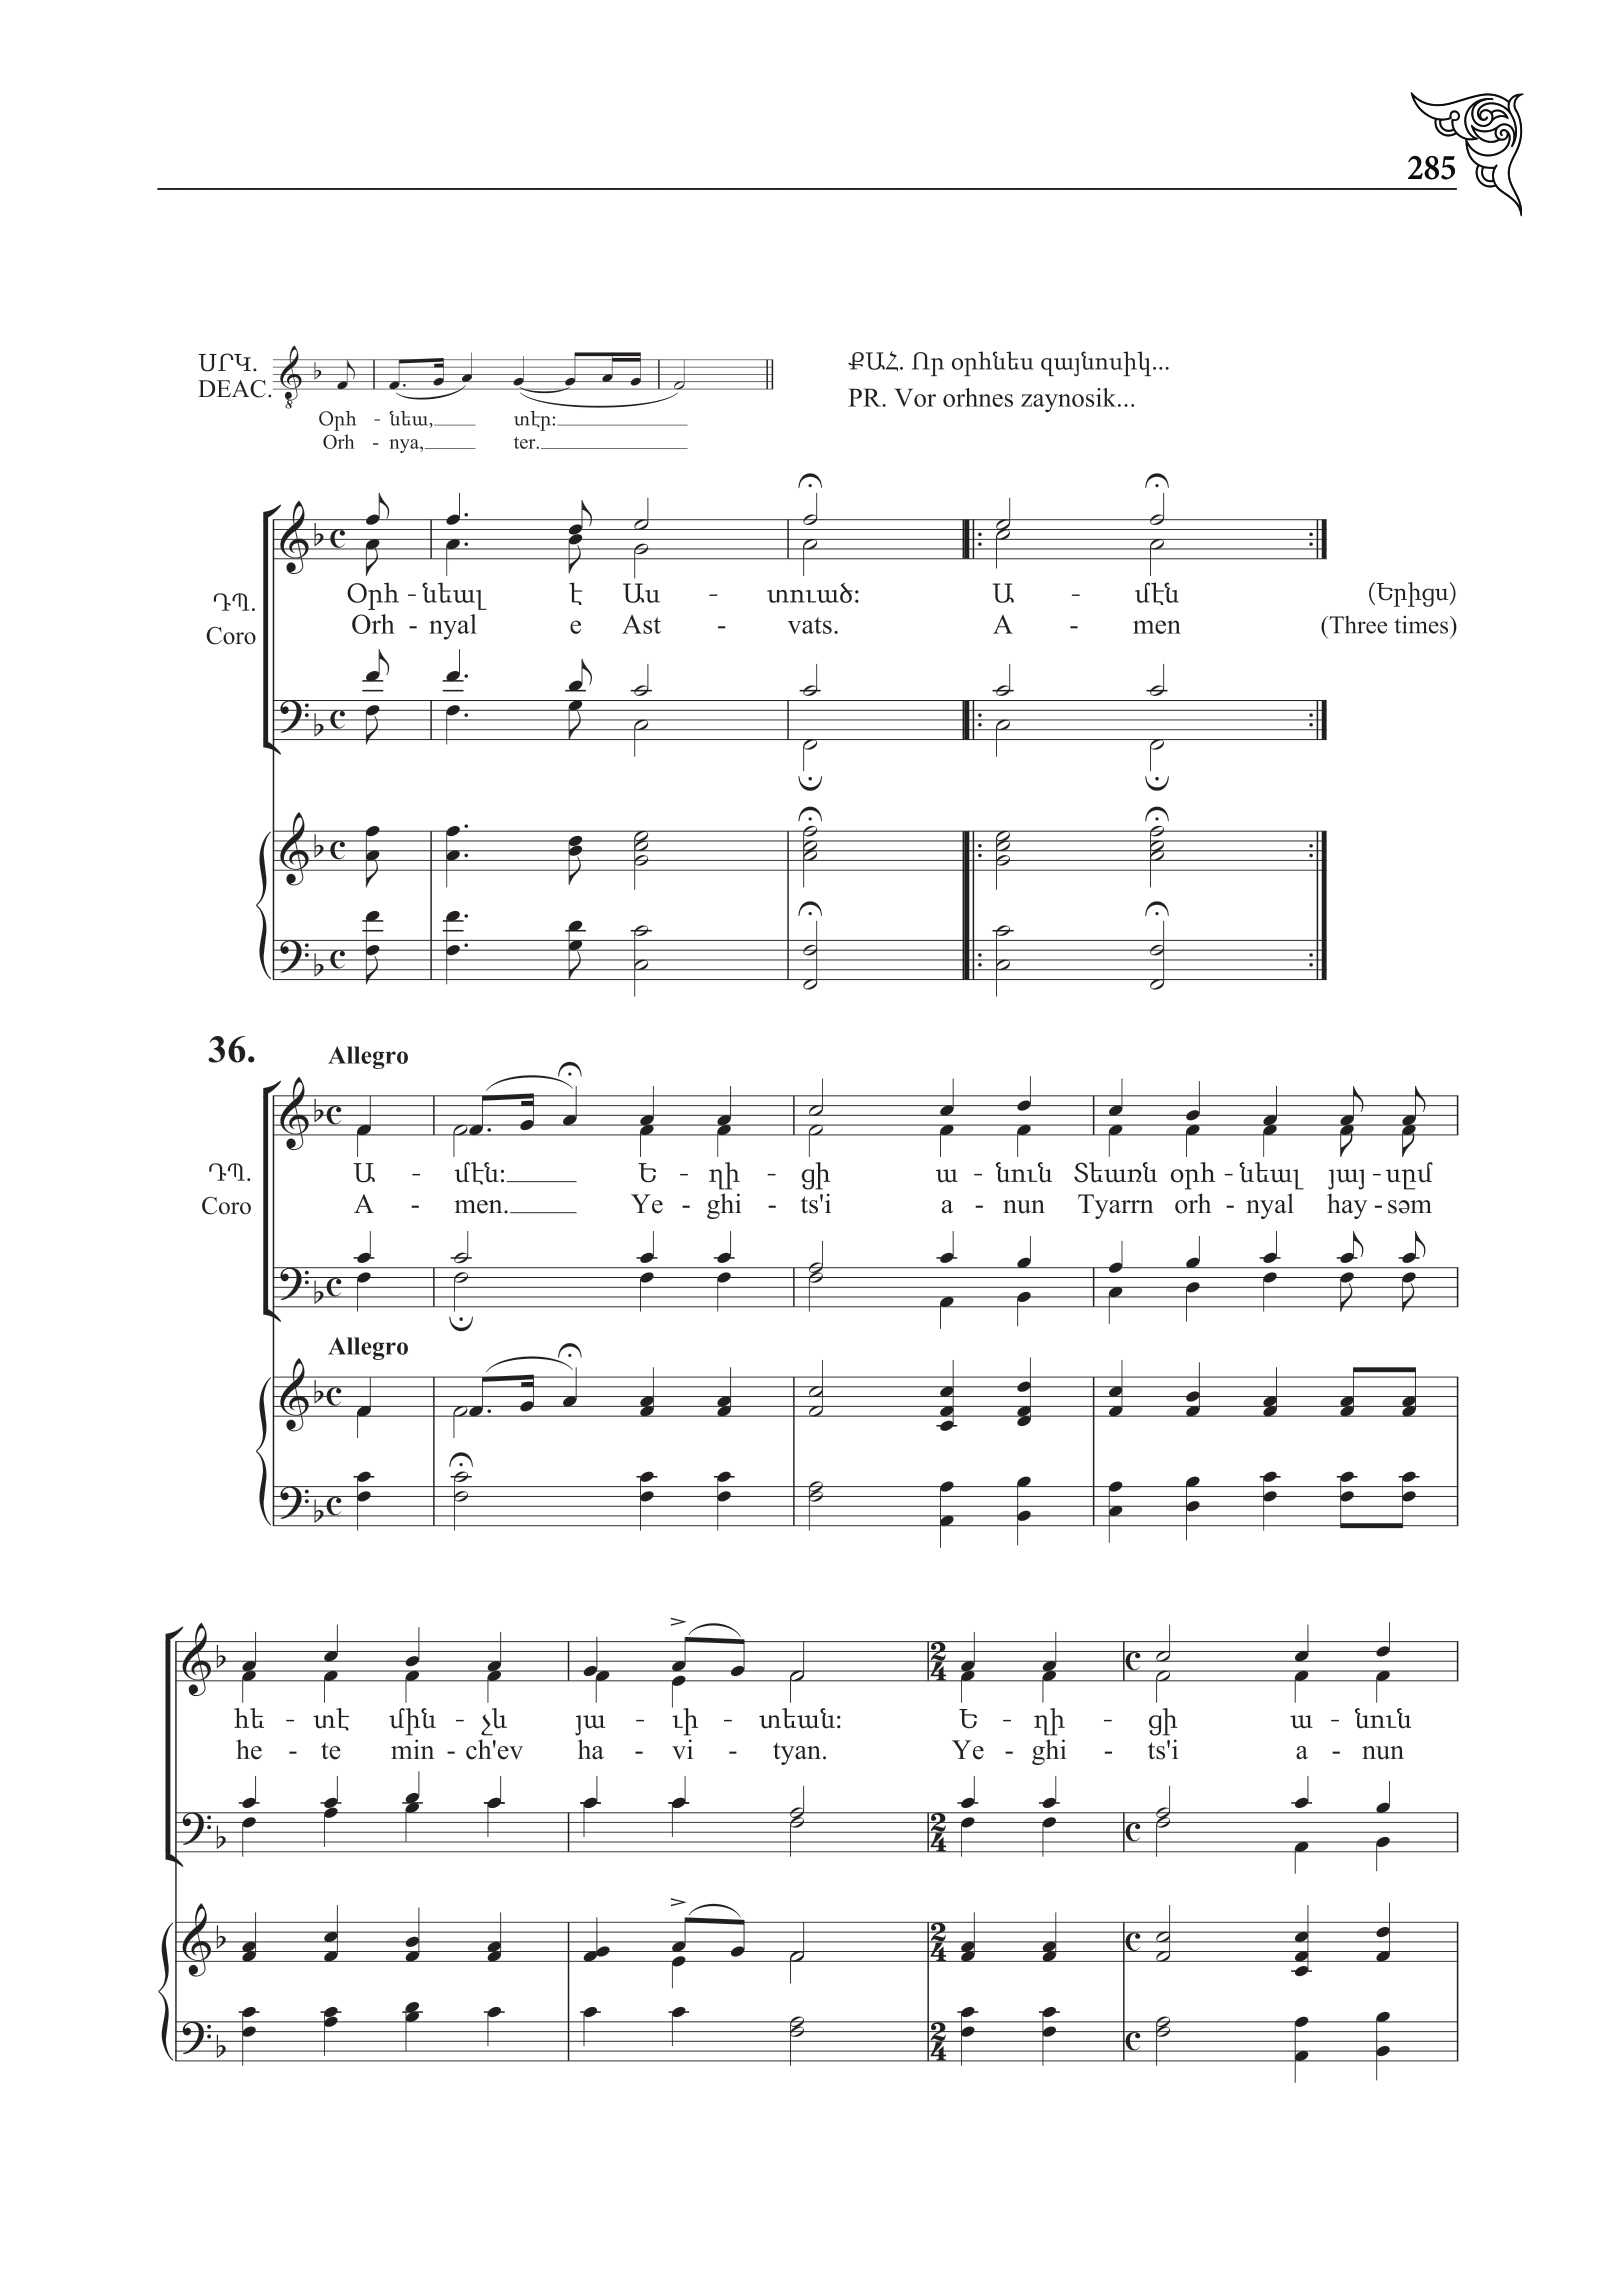 285
ՍՐԿ.
DEAC.
Օրհ - նեա, տէր:
Orh - nya, ter.
ՔԱՀ. Որ օրհնես զայնոսիկ...
PR. Vor orhnes zaynosik...
ԴՊ.
Coro
Օրհ - նեալ է Աս - տուած: Ա - մէն (Երիցս)
Orh - nyal e Ast - vats. A - men (Three times)
36.
Allegro
ԴՊ.
Coro
Ա - մէն: Ե - ղի - ցի ա - նուն Տեառն օրհ - նեալ յայ - սըմ
A - men. Ye - ghi - ts'i a - nun Tyarrn orh - nyal hay - səm
Allegro
հե - տէ մին - չև յա - ւի - տեան: Ե - ղի - ցի ա - նուն
he - te min - ch'ev ha - vi - tyan. Ye - ghi - ts'i a - nun